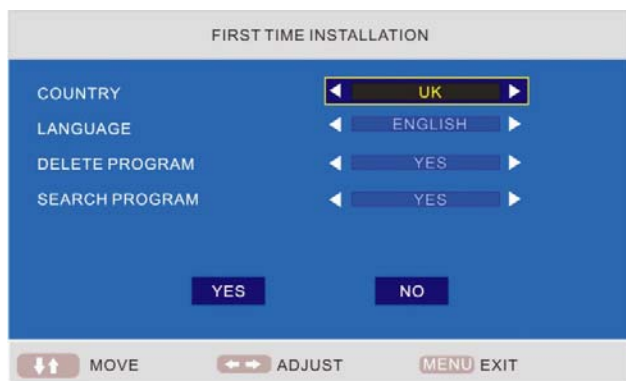 FIRST TIME INSTALLATION
COUNTRY UK
LANGUAGE ENGLISH
DELETE PROGRAM YES
SEARCH PROGRAM YES
YES NO
MOVE ADJUST MENU EXIT